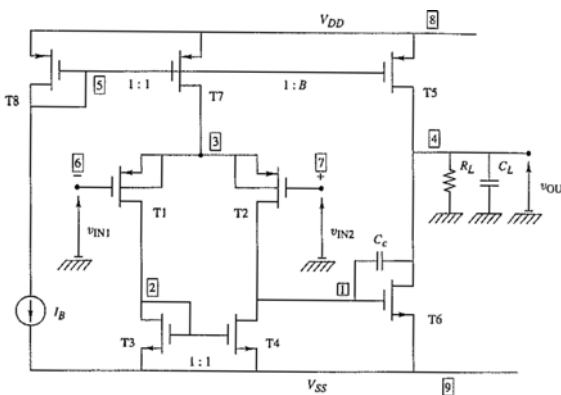 V_DD
8
T8
5
1 : 1
T7
1 : B
T5
3
4
6
−
7
+
R_L
C_L
v_OU
T1
T2
v_IN1
v_IN2
C_c
2
1
T6
I_B
T3
T4
1 : 1
V_SS
9